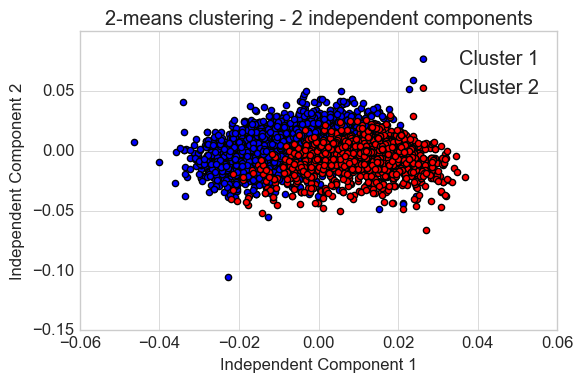 2-means clustering - 2 independent components
Cluster 1
Cluster 2
Independent Component 2
0.05
0.00
−0.05
−0.10
−0.15
−0.06
−0.04
−0.02
0.00
0.02
0.04
0.06
Independent Component 1